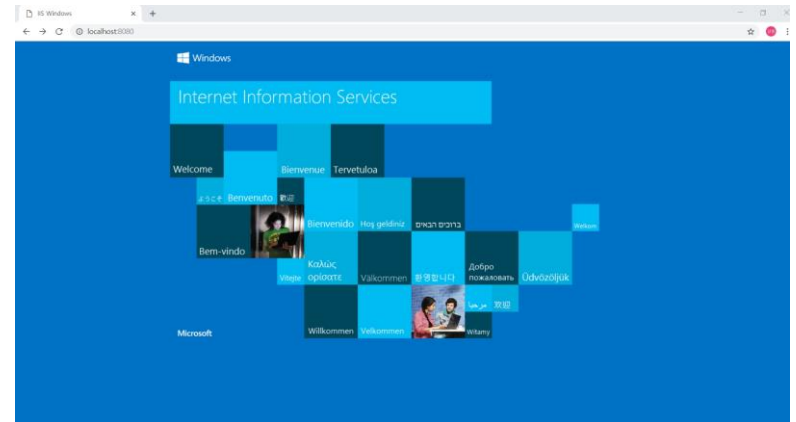 IIS Windows
localhost:8080
Windows
Internet Information Services
Welcome
Bienvenue
Tervetuloa
ようこそ
Benvenuto
歡迎
Bienvenido
Hoş geldiniz
ברוכים הבאים
Welkom
Bem-vindo
Vítejte
Καλώς
ορίσατε
Välkommen
환영합니다
Добро
пожаловать
Üdvözöljük
Microsoft
Willkommen
Velkommen
مرحبا
欢迎
Witamy